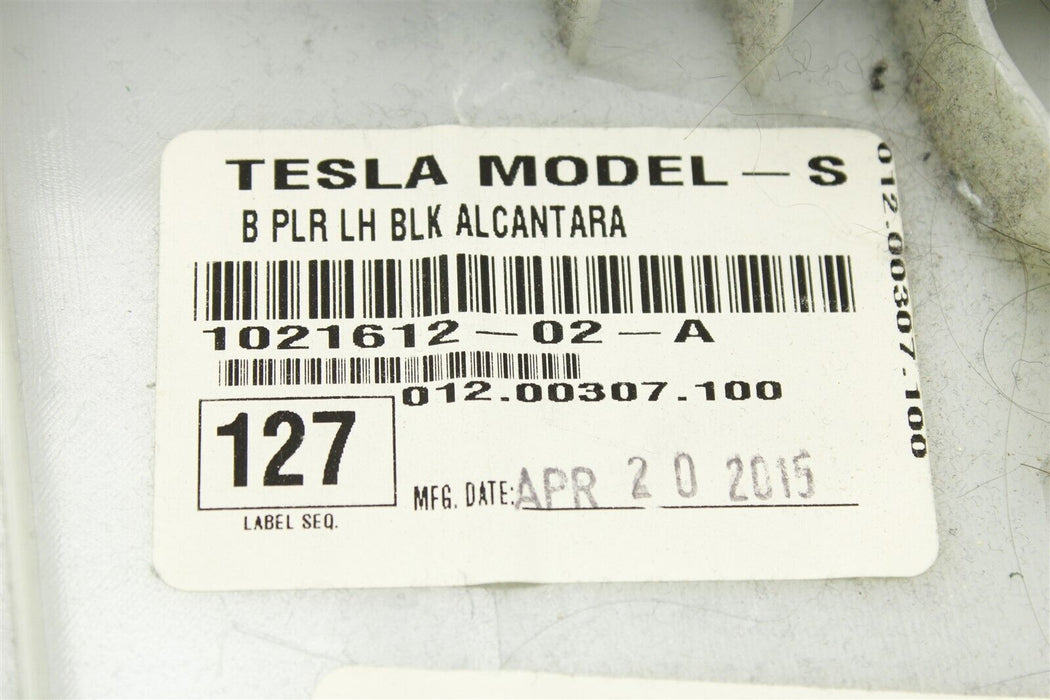 TESLA MODEL - S
B PLR LH BLK ALCANTARA
1021612-02-A
012.00307.100
127
LABEL SEQ.
MFG. DATE: APR 20 2015
012.00307.100